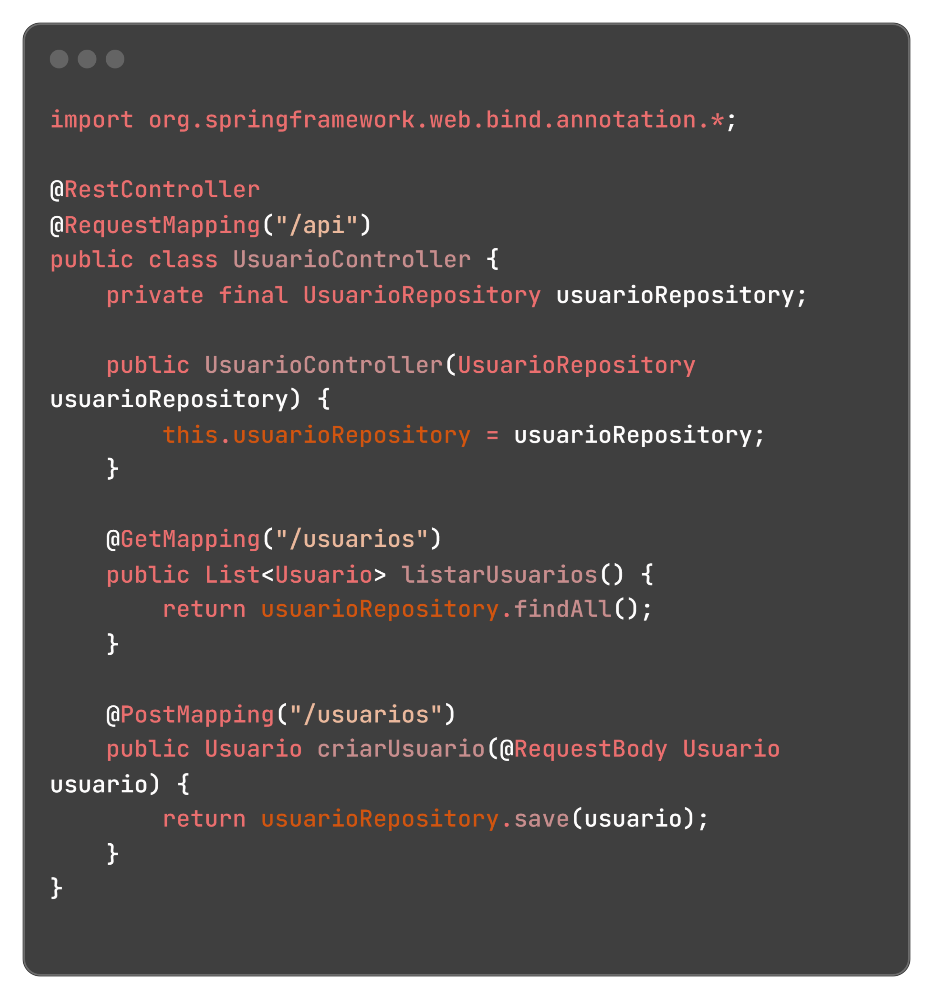 import org.springframework.web.bind.annotation.*;
@RestController
@RequestMapping("/api")
public class UsuarioController {
    private final UsuarioRepository usuarioRepository;
    public UsuarioController(UsuarioRepository
usuarioRepository) {
        this.usuarioRepository = usuarioRepository;
    }
    @GetMapping("/usuarios")
    public List<Usuario> listarUsuarios() {
        return usuarioRepository.findAll();
    }
    @PostMapping("/usuarios")
    public Usuario criarUsuario(@RequestBody Usuario
usuario) {
        return usuarioRepository.save(usuario);
    }
}